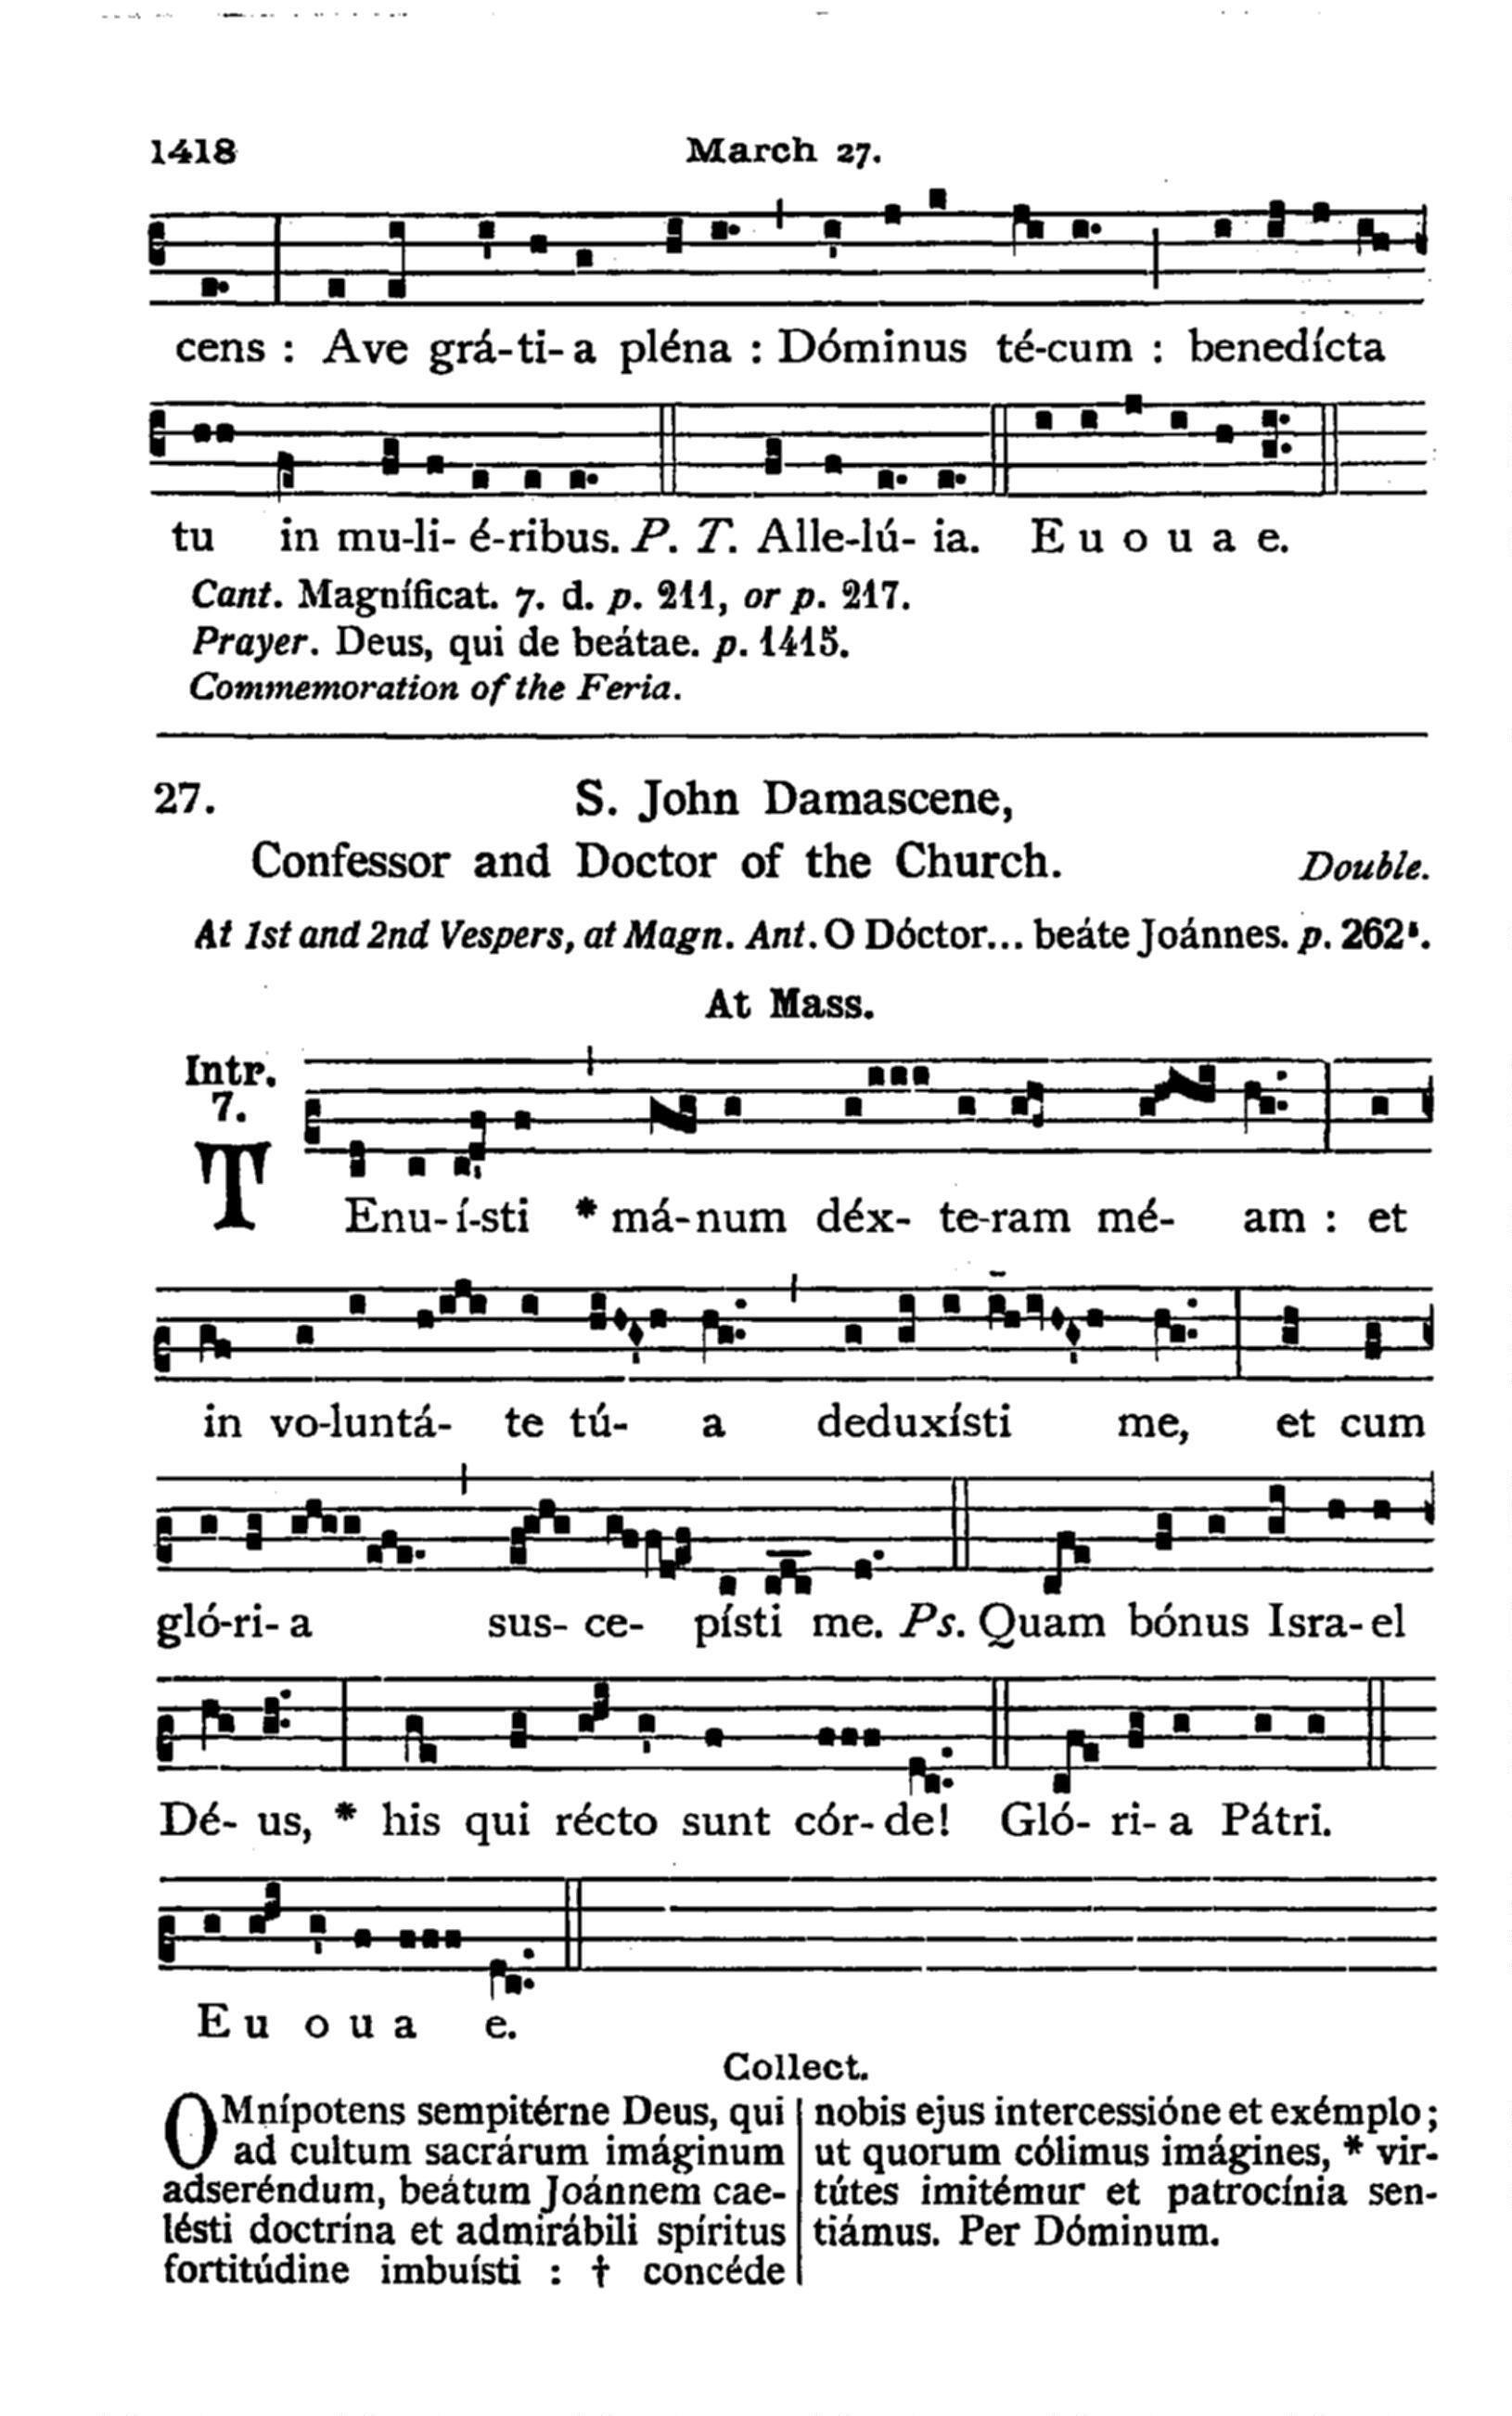 1418 March 27.
cens : Ave grá-ti- a pléna : Dóminus té-cum : benedícta
tu in mu-li- é-ribus. P. T. Alle-lú- ia. E u o u a e.
Cant. Magníficat. 7. d. p. 211, or p. 217.
Prayer. Deus, qui de beátae. p. 1415.
Commemoration of the Feria.
27. S. John Damascene,
Confessor and Doctor of the Church. Double.
At 1st and 2nd Vespers, at Magn. Ant. O Dóctor... beáte Joánnes. p. 262⁵.
At Mass.
Intr.
7.
TEnu- í-sti * má-num déx- te-ram mé- am : et
in vo-luntá- te tú- a deduxísti me, et cum
gló-ri- a sus- ce- písti me. Ps. Quam bónus Isra- el
Dé- us, * his qui récto sunt cór- de! Gló- ri- a Pátri.
E u o u a e.
Collect.
OMnípotens sempitérne Deus, qui
ad cultum sacrárum imáginum
adseréndum, beátum Joánnem cae-
lésti doctrína et admirábili spíritus
fortitúdine imbuísti : † concéde
nobis ejus intercessióne et exémplo ;
ut quorum cólimus imágines, * vir-
tútes imitémur et patrocínia sen-
tiámus. Per Dóminum.